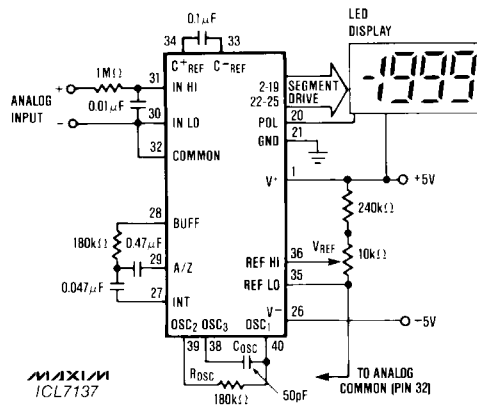 LED
DISPLAY
-1999
0.1µF
34
33
C+REF
C-REF
1MΩ
+
ANALOG
INPUT
-
31
IN HI
0.01µF
30
IN LO
32
COMMON
2-19
22-25
SEGMENT
DRIVE
20
POL
21
GND
1
V+
+5V
240kΩ
28
BUFF
180kΩ
0.47µF
29
A/Z
0.047µF
27
INT
36
REF HI
VREF
10kΩ
35
REF LO
V-
26
-5V
OSC2
OSC3
OSC1
39
38
40
COSC
ROSC
50pF
180kΩ
TO ANALOG
COMMON (PIN 32)
MAXIM
ICL7137